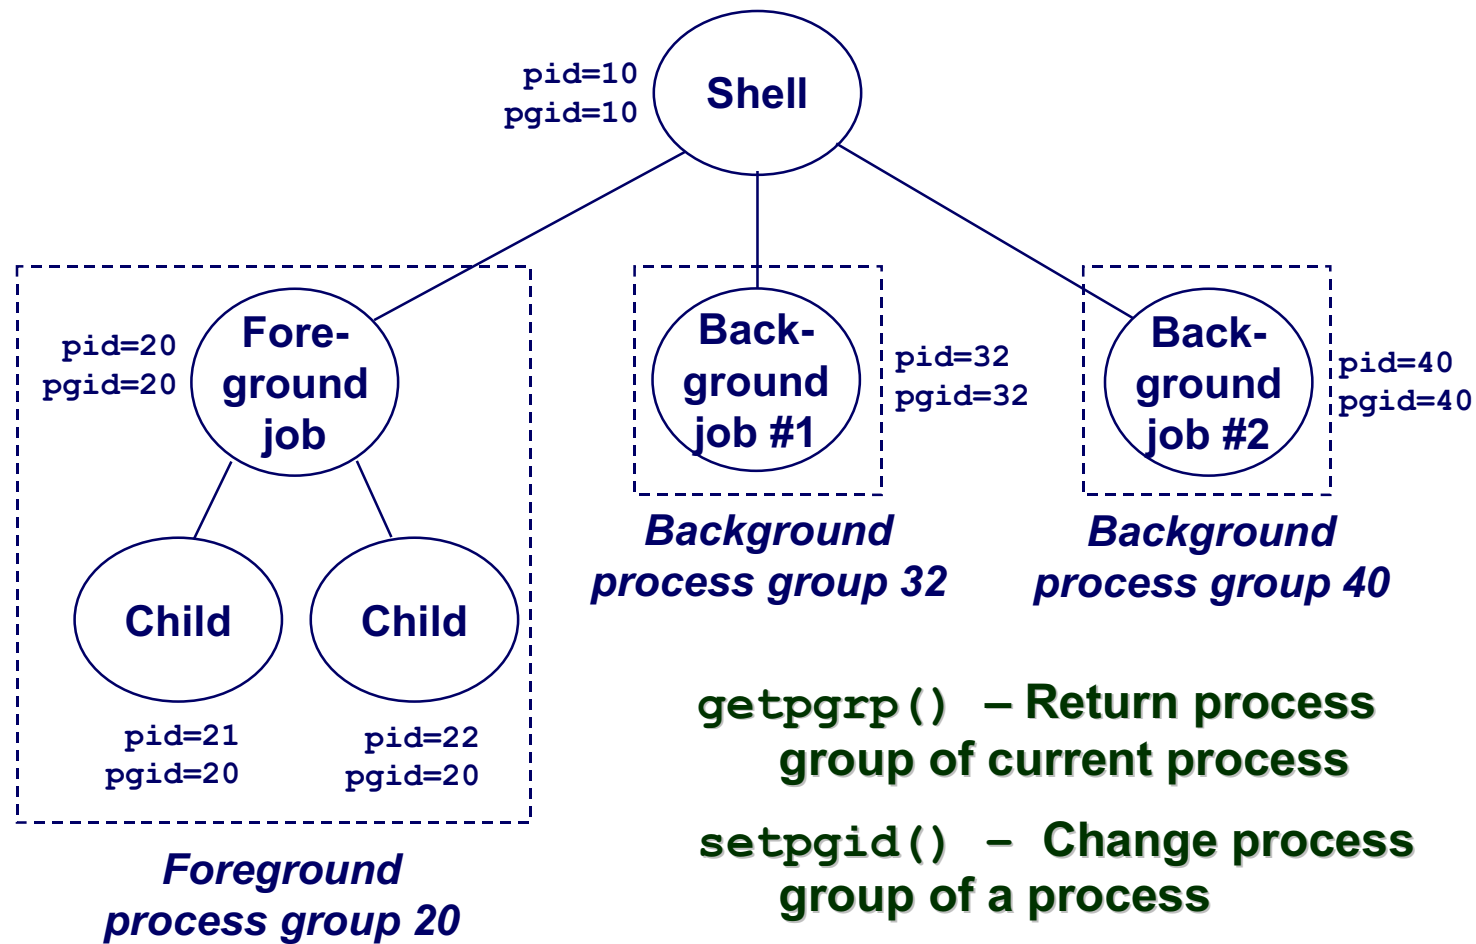 pid=10
pgid=10
Shell
pid=20
pgid=20
Fore-
ground
job
Back-
ground
job #1
pid=32
pgid=32
Back-
ground
job #2
pid=40
pgid=40
Background
process group 32
Background
process group 40
Child
Child
pid=21
pgid=20
pid=22
pgid=20
Foreground
process group 20
getpgrp() – Return process
group of current process
setpgid() – Change process
group of a process